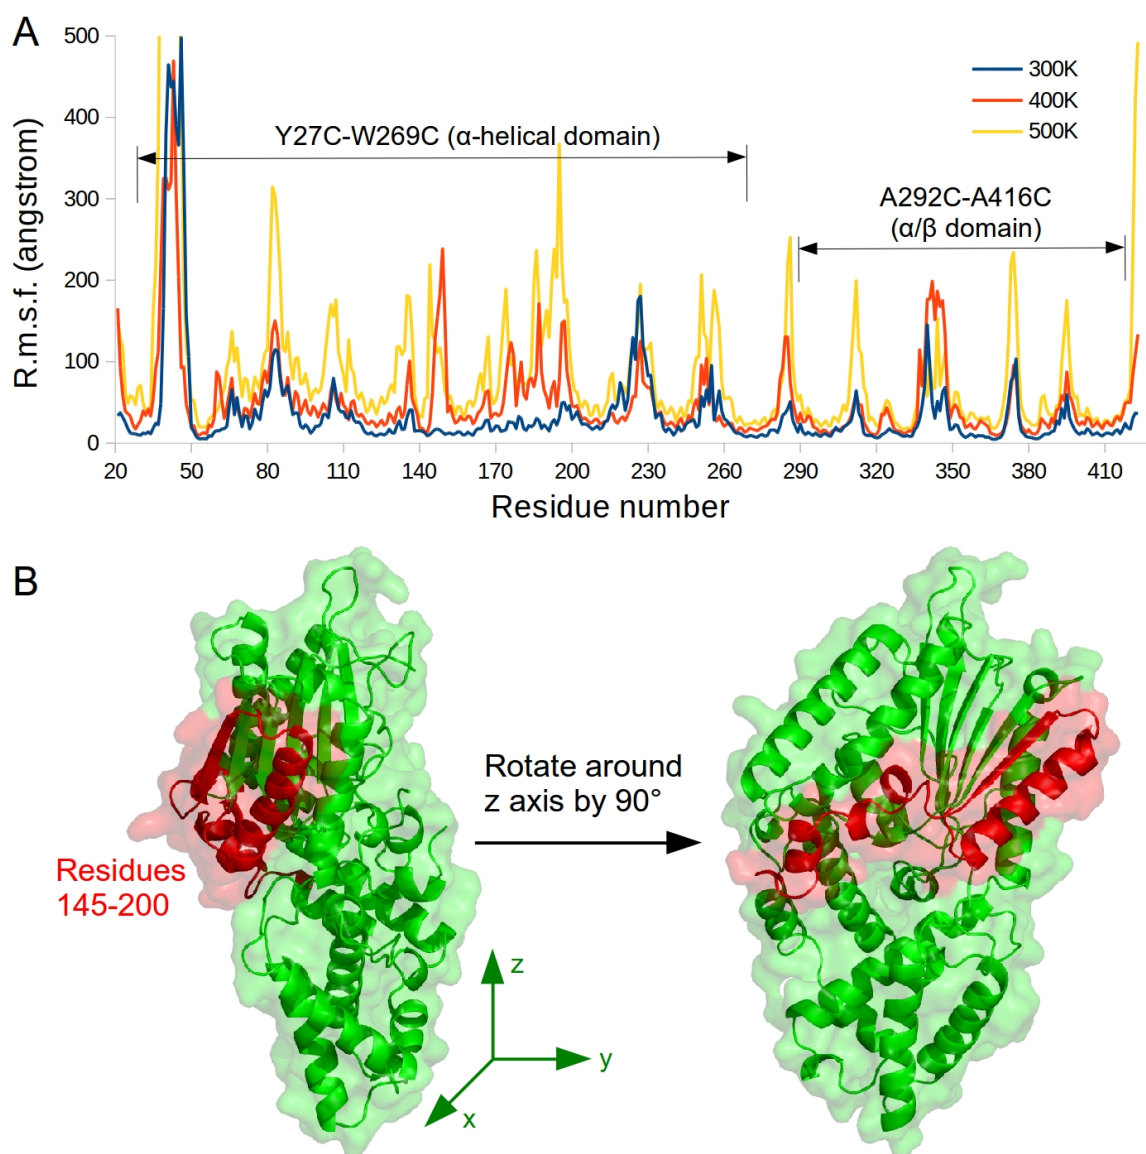 A
500
400
300
200
100
0
R.m.s.f. (angstrom)
300K
400K
500K
Y27C-W269C (α-helical domain)
A292C-A416C
(α/β domain)
20 50 80 110 140 170 200 230 260 290 320 350 380 410
Residue number
B
Residues
145-200
Rotate around
z axis by 90°
z
y
x